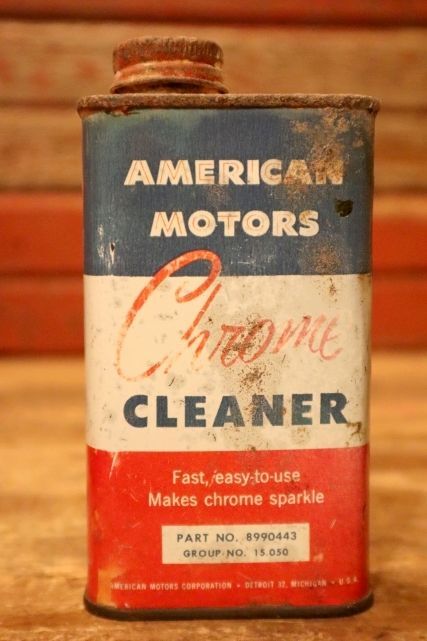 AMERICAN
MOTORS
Chrome
CLEANER
Fast, easy-to-use
Makes chrome sparkle
PART NO. 8990443
GROUP NO. 15.050
AMERICAN MOTORS CORPORATION • DETROIT 32, MICHIGAN • U.S.A.